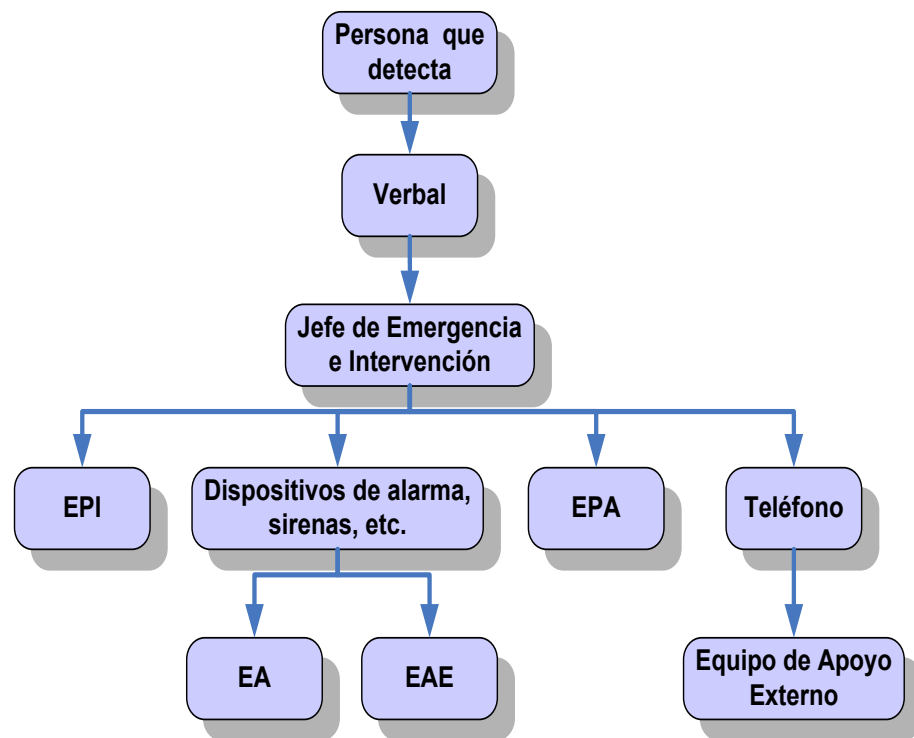 Persona que
detecta
Verbal
Jefe de Emergencia
e Intervención
EPI
Dispositivos de alarma,
sirenas, etc.
EPA
Teléfono
EA
EAE
Equipo de Apoyo
Externo